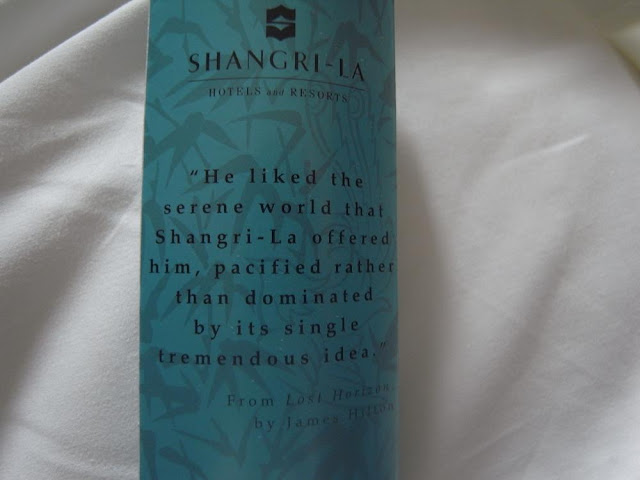 SHANGRI-LA
HOTELS and RESORTS
"He liked the
serene world that
Shangri-La offered
him, pacified rather
than dominated
by its single
tremendous idea."
From Lost Horizon,
by James Hilton